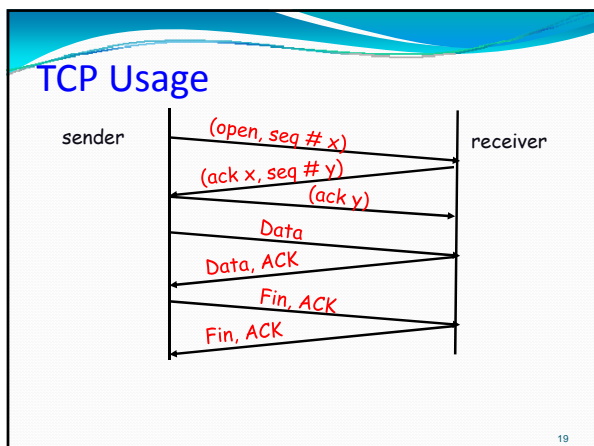 TCP Usage
sender
receiver
(open, seq # x)
(ack x, seq # y)
(ack y)
Data
Data, ACK
Fin, ACK
Fin, ACK
19